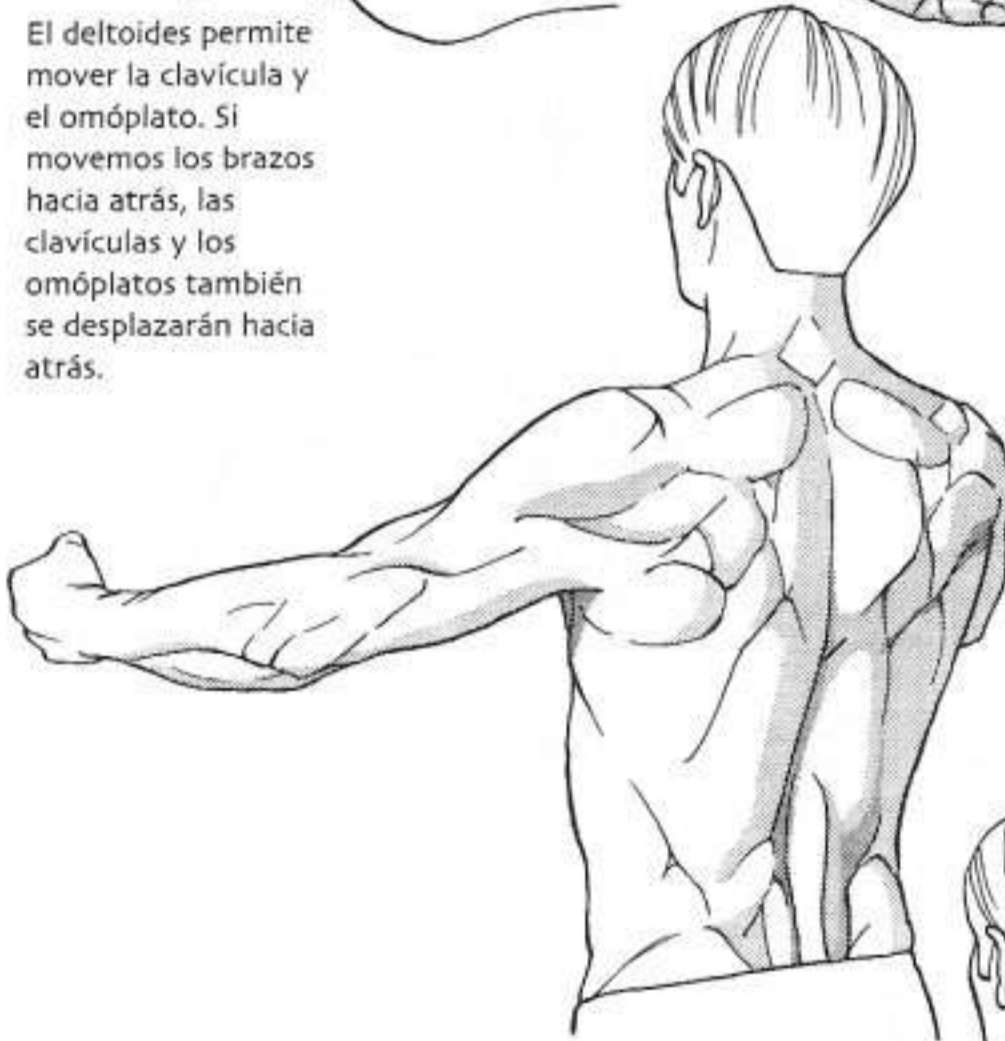 El deltoides permite
mover la clavícula y
el omóplato. Si
movemos los brazos
hacia atrás, las
clavículas y los
omóplatos también
se desplazarán hacia
atrás.